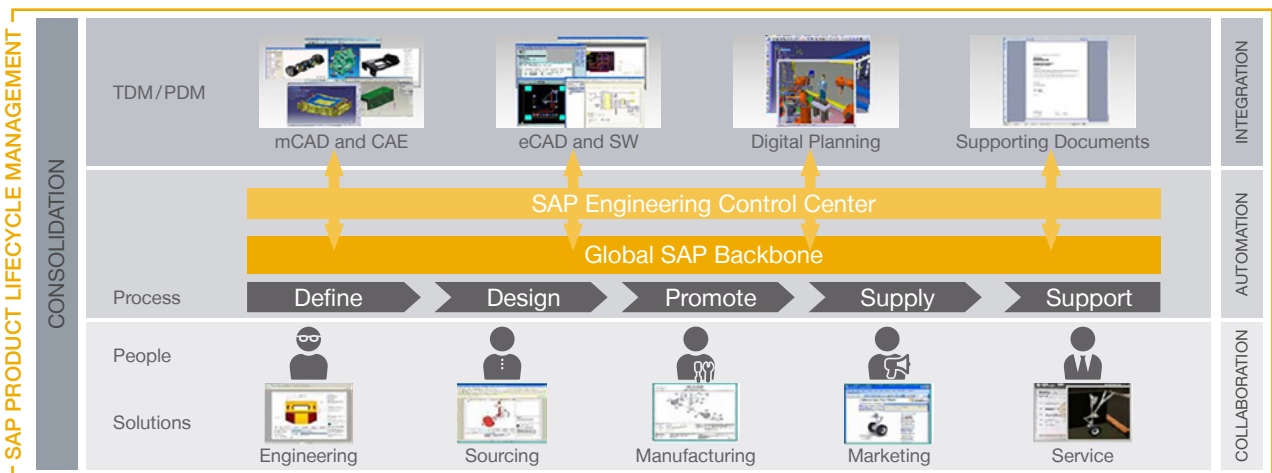 SAP PRODUCT LIFECYCLE MANAGEMENT
CONSOLIDATION
TDM/PDM
mCAD and CAE
eCAD and SW
Digital Planning
Supporting Documents
INTEGRATION
SAP Engineering Control Center
Global SAP Backbone
Process
Define
Design
Promote
Supply
Support
AUTOMATION
People
Solutions
Engineering
Sourcing
Manufacturing
Marketing
Service
COLLABORATION